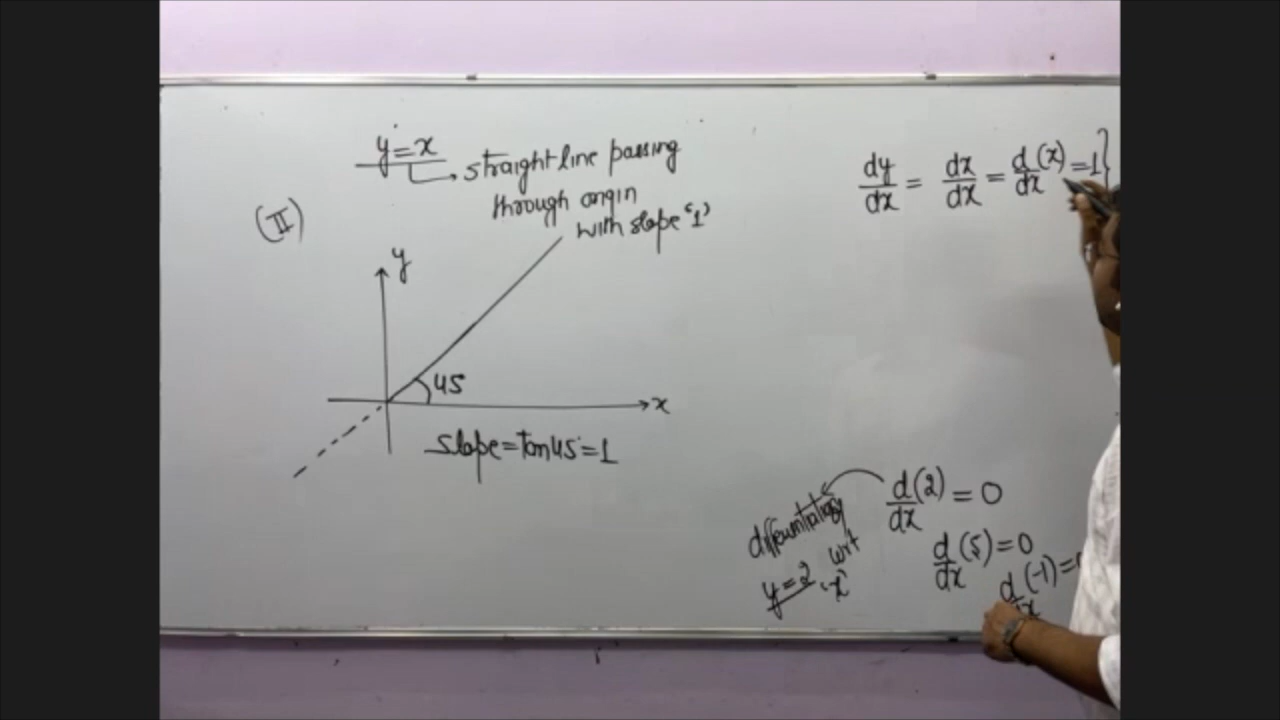 y=x
straight line passing
through origin
with slope '1'
(II)
y
45
x
slope=tan45=1
dy/dx = dx/dx = d/dx (x) =1}
d/dx (2) = 0
differentiating
y=2 wrt 'x'
d/dx (5)=0
d/dx (-1)=0